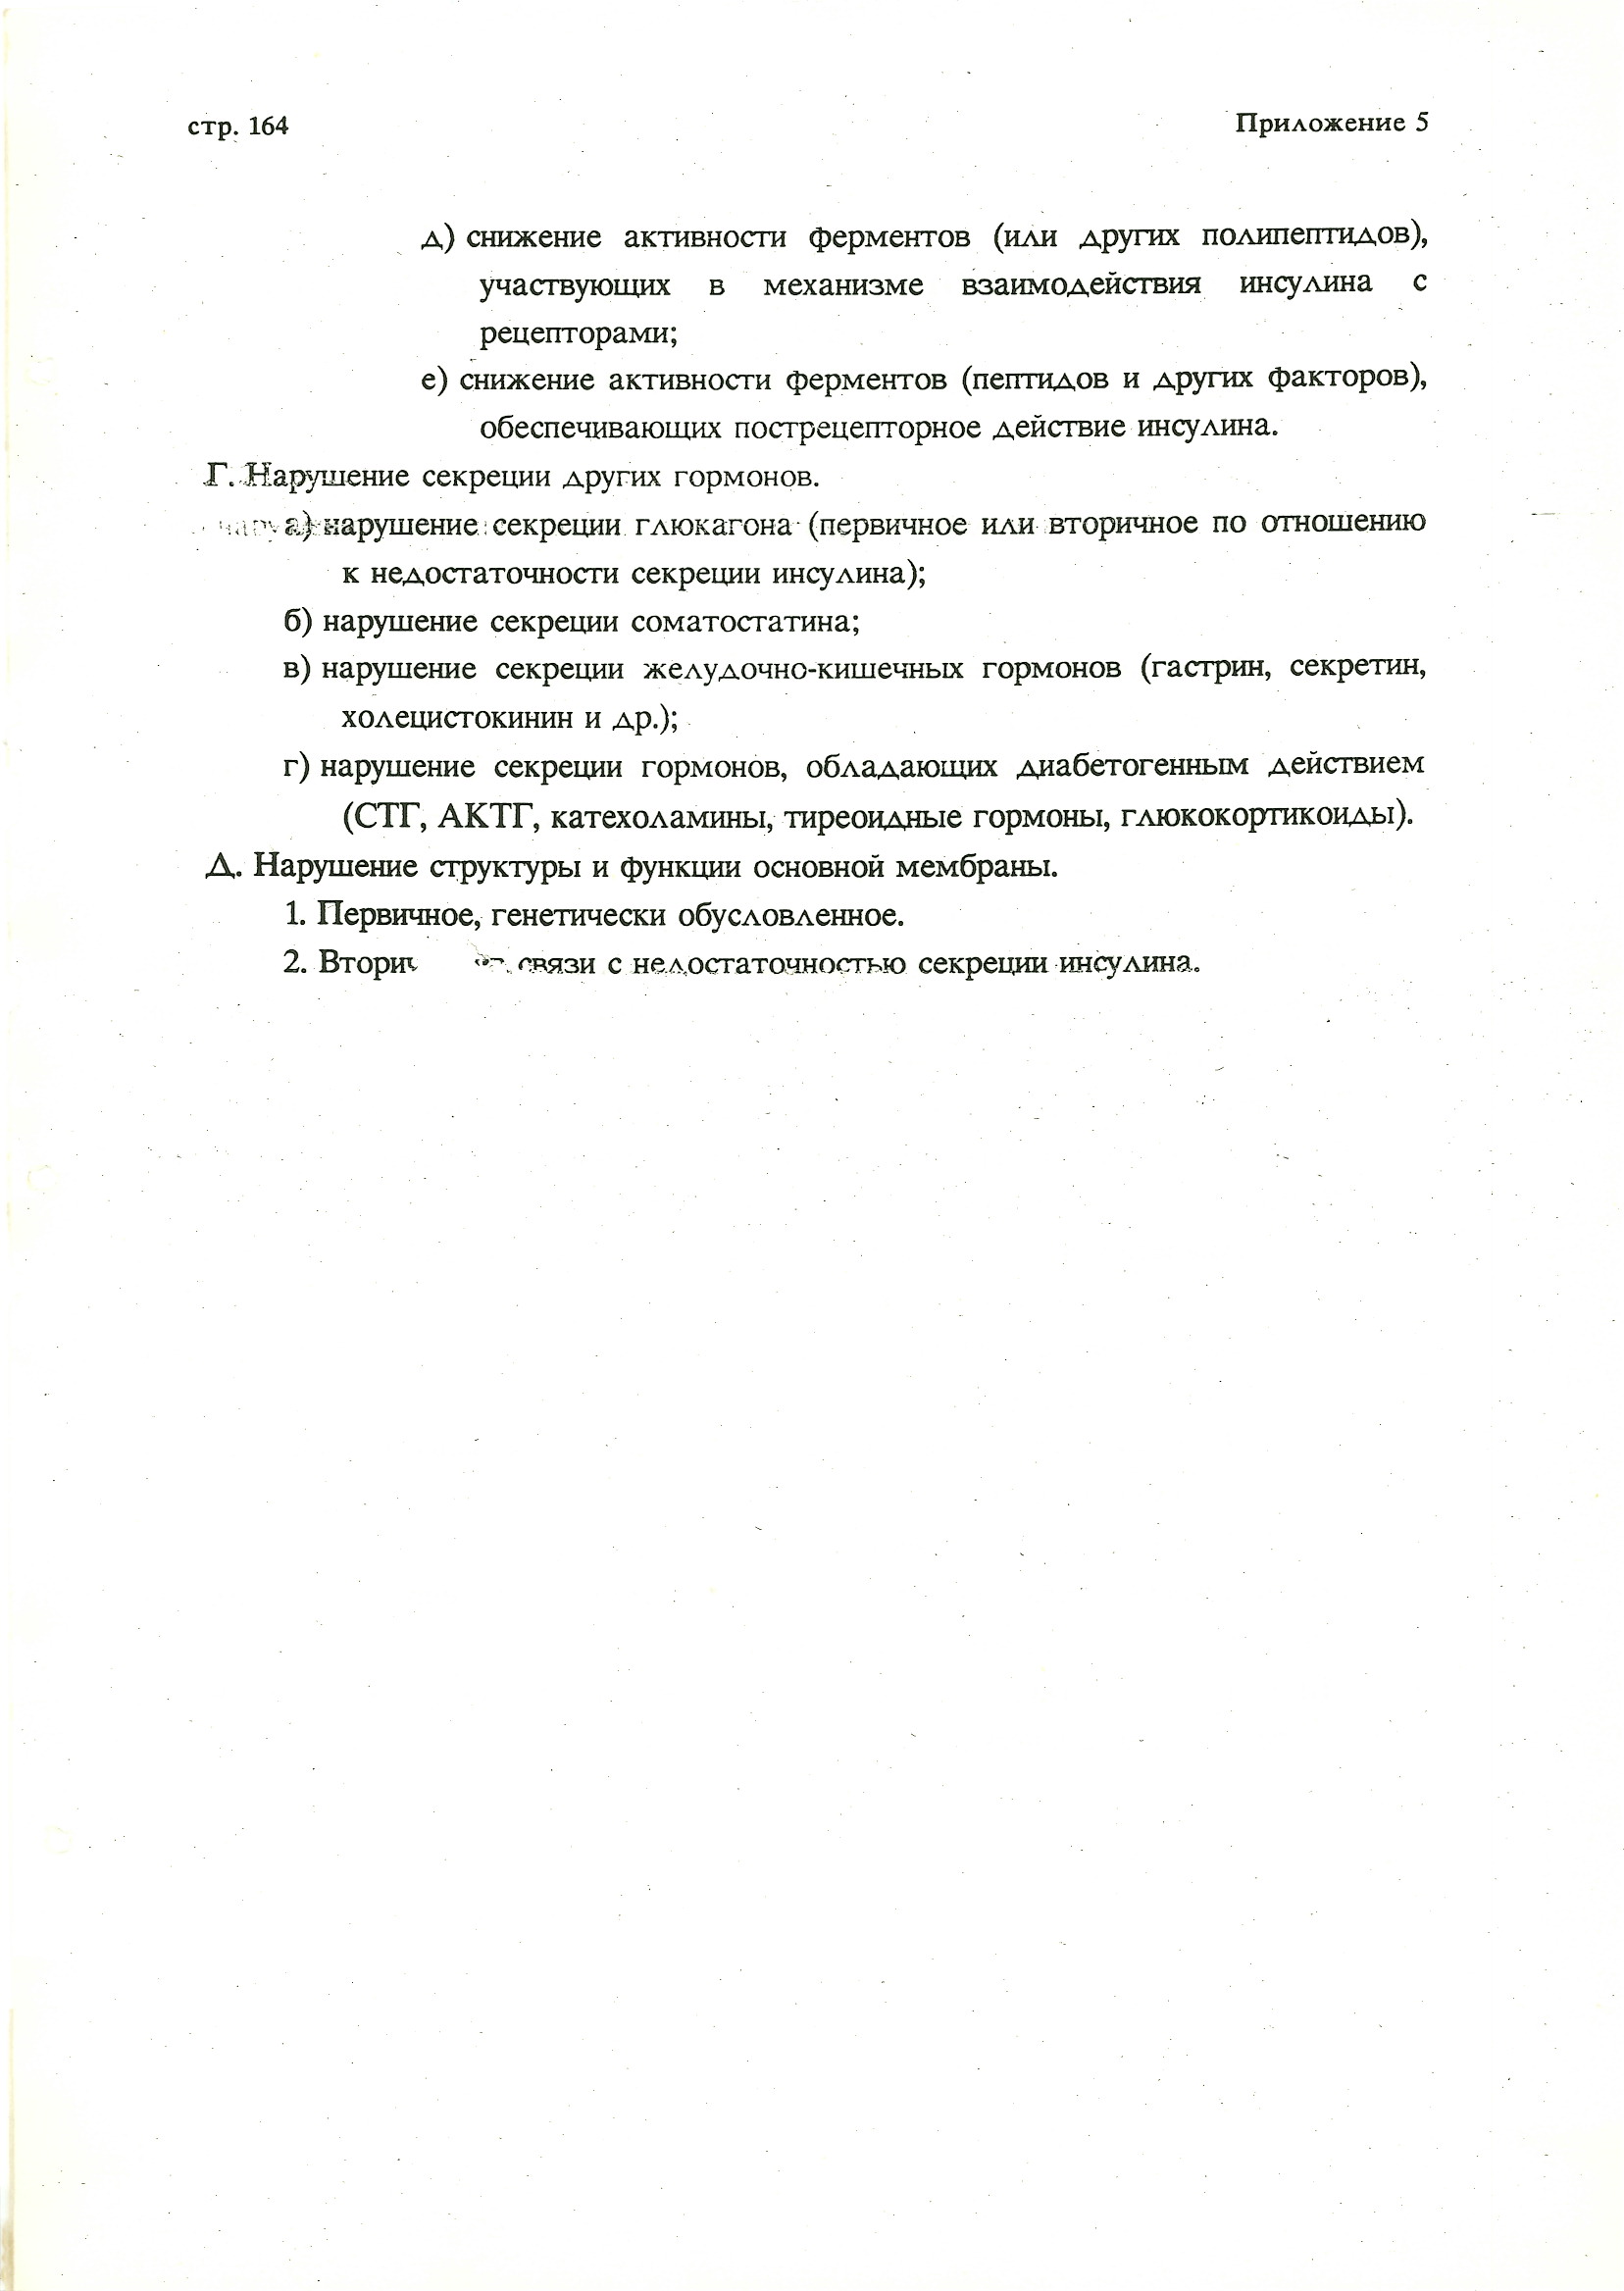 стр. 164
Приложение 5
д) снижение активности ферментов (или других полипептидов),
участвующих в механизме взаимодействия инсулина с
рецепторами;
е) снижение активности ферментов (пептидов и других факторов),
обеспечивающих пострецепторное действие инсулина.
Г. Нарушение секреции других гормонов.
а) нарушение секреции глюкагона (первичное или вторичное по отношению
к недостаточности секреции инсулина);
б) нарушение секреции соматостатина;
в) нарушение секреции желудочно-кишечных гормонов (гастрин, секретин,
холецистокинин и др.);
г) нарушение секреции гормонов, обладающих диабетогенным действием
(СТГ, АКТГ, катехоламины, тиреоидные гормоны, глюкокортикоиды).
Д. Нарушение структуры и функции основной мембраны.
1. Первичное, генетически обусловленное.
2. связи с недостаточностью секреции инсулина.